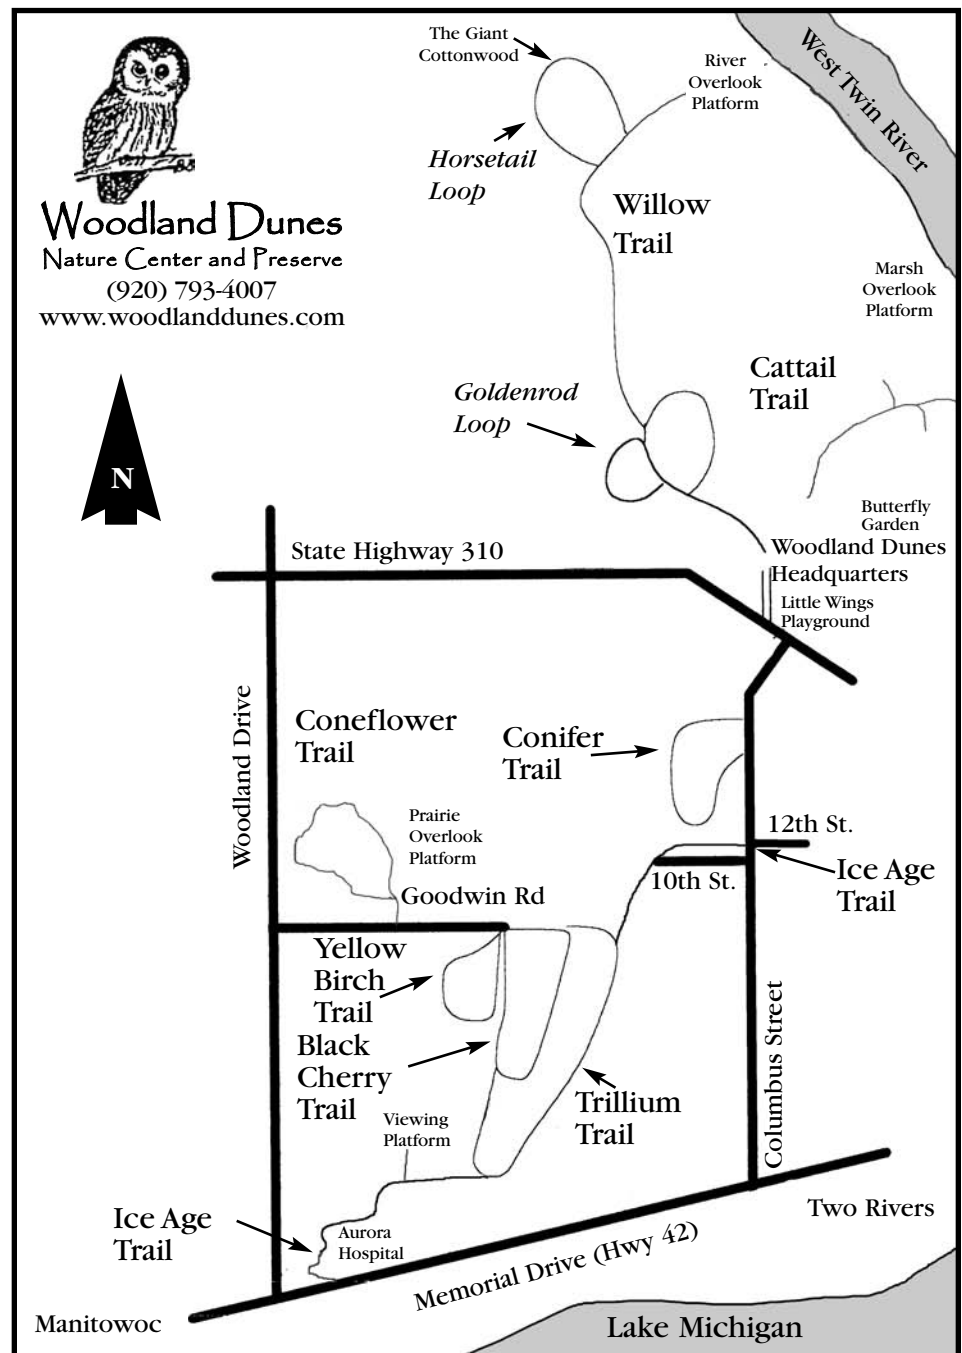 The Giant
Cottonwood
River
Overlook
Platform
West Twin River
Horsetail
Loop
Willow
Trail
Woodland Dunes
Nature Center and Preserve
(920) 793-4007
www.woodlanddunes.com
Marsh
Overlook
Platform
Cattail
Trail
Goldenrod
Loop
N
Butterfly
Garden
Woodland Dunes
Headquarters
State Highway 310
Little Wings
Playground
Woodland Drive
Coneflower
Trail
Conifer
Trail
Prairie
Overlook
Platform
12th St.
10th St.
Ice Age
Trail
Goodwin Rd
Yellow
Birch
Trail
Black
Cherry
Trail
Trillium
Trail
Columbus Street
Viewing
Platform
Ice Age
Trail
Aurora
Hospital
Two Rivers
Memorial Drive (Hwy 42)
Manitowoc
Lake Michigan